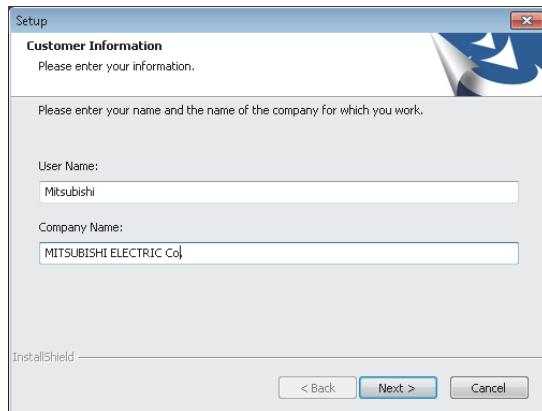 Setup
Customer Information
Please enter your information.
Please enter your name and the name of the company for which you work.
User Name:
Mitsubishi
Company Name:
MITSUBISHI ELECTRIC Co.
InstallShield
< Back
Next >
Cancel